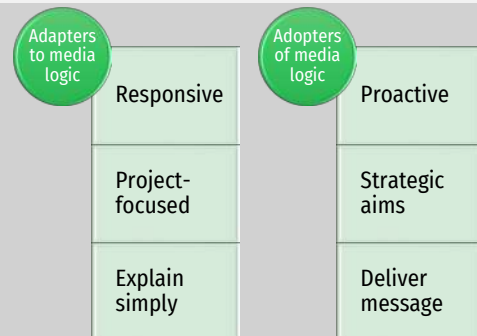 Adapters
to media
logic
Responsive
Project-
focused
Explain
simply
Adopters
of media
logic
Proactive
Strategic
aims
Deliver
message